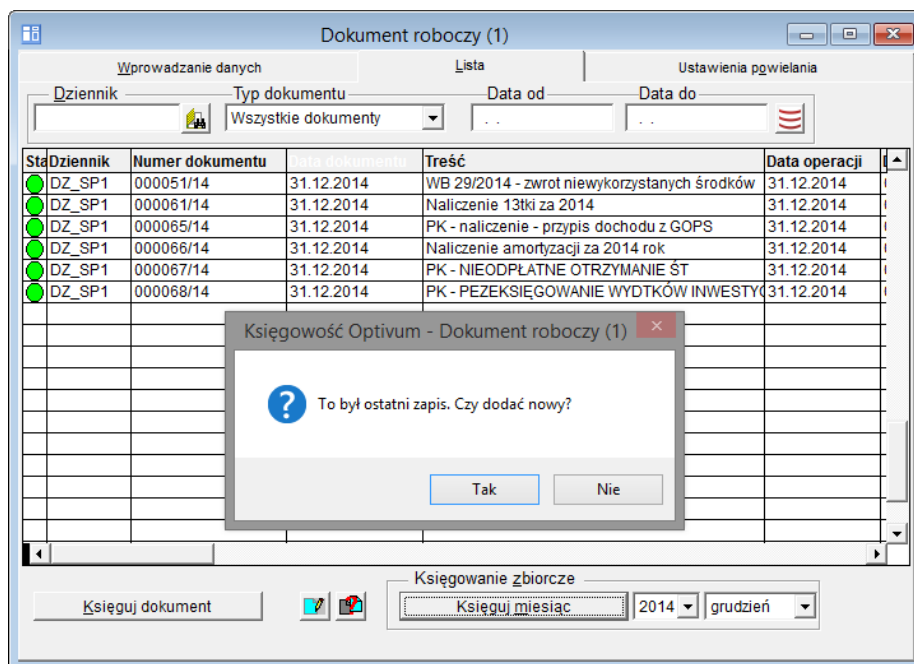 Dokument roboczy (1)
Wprowadzanie danych Lista Ustawienia powielania
Dziennik Typ dokumentu Data od Data do
Wszystkie dokumenty . . . .
Sta Dziennik Numer dokumentu Data dokumentu Treść Data operacji
DZ_SP1 000051/14 31.12.2014 WB 29/2014 - zwrot niewykorzystanych środków 31.12.2014
DZ_SP1 000061/14 31.12.2014 Naliczenie 13tki za 2014 31.12.2014
DZ_SP1 000065/14 31.12.2014 PK - naliczenie - przypis dochodu z GOPS 31.12.2014
DZ_SP1 000066/14 31.12.2014 Naliczenie amortyzacji za 2014 rok 31.12.2014
DZ_SP1 000067/14 31.12.2014 PK - NIEODPŁATNE OTRZYMANIE ŚT 31.12.2014
DZ_SP1 000068/14 31.12.2014 PK - PEZEKSIĘGOWANIE WYDTKÓW INWESTY 31.12.2014
Księgowość Optivum - Dokument roboczy (1)
To był ostatni zapis. Czy dodać nowy?
Tak Nie
Księgowanie zbiorcze
Księguj dokument Księguj miesiąc 2014 grudzień